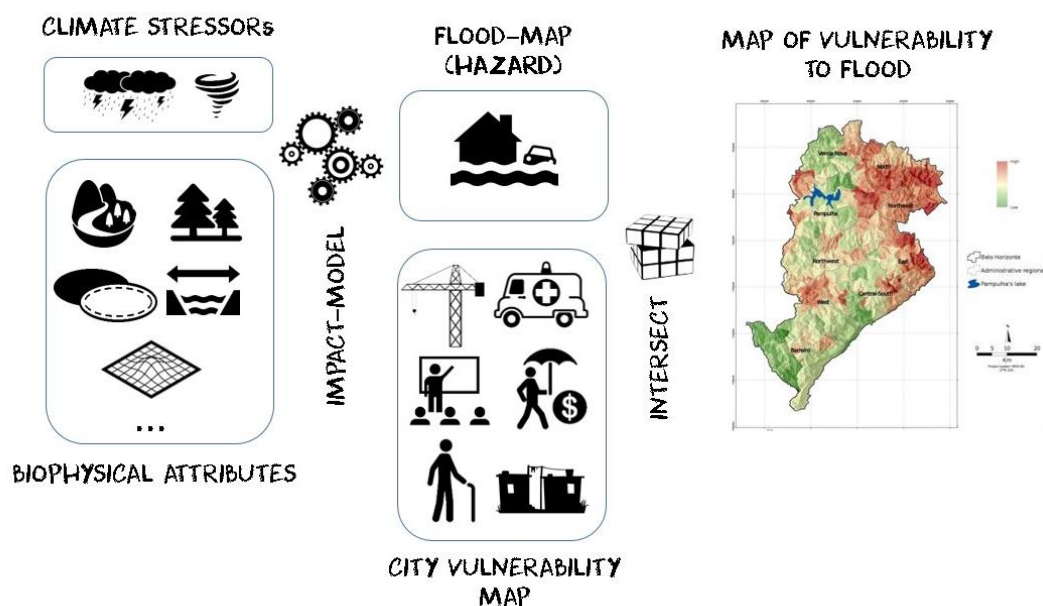 CLIMATE STRESSORS
BIOPHYSICAL ATTRIBUTES
...
IMPACT-MODEL
FLOOD-MAP
(HAZARD)
$
CITY VULNERABILITY
MAP
INTERSECT
MAP OF VULNERABILITY
TO FLOOD
Venda Nova
North
Northeast
Pampulha
Northwest
East
West
Central-South
Barreiro
High
Low
Belo Horizonte
Administrative regions
Pampulha's lake
N
0 5 10 20
Km